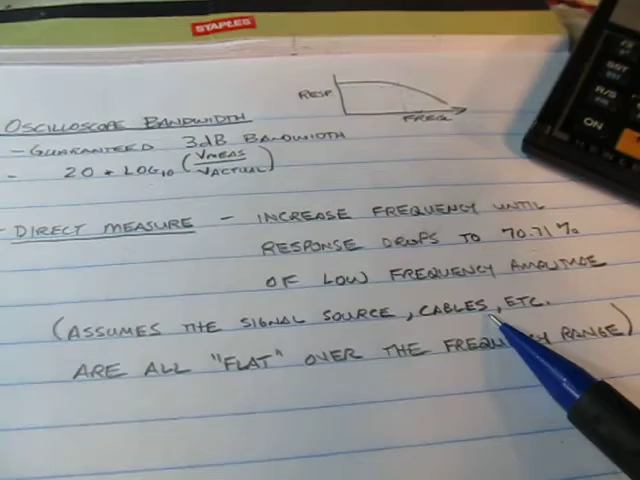 STAPLES
RESP
FREQ.
OSCILLOSCOPE BANDWIDTH
- GUARANTEED 3dB BANDWIDTH
- 20 * LOG10 (VMEAS/VACTUAL)
- DIRECT MEASURE - INCREASE FREQUENCY UNTIL
RESPONSE DROPS TO 70.71%
OF LOW FREQUENCY AMPLITUDE
(ASSUMES THE SIGNAL SOURCE, CABLES, ETC.
ARE ALL "FLAT" OVER THE FREQUENCY RANGE)
R/S
ON